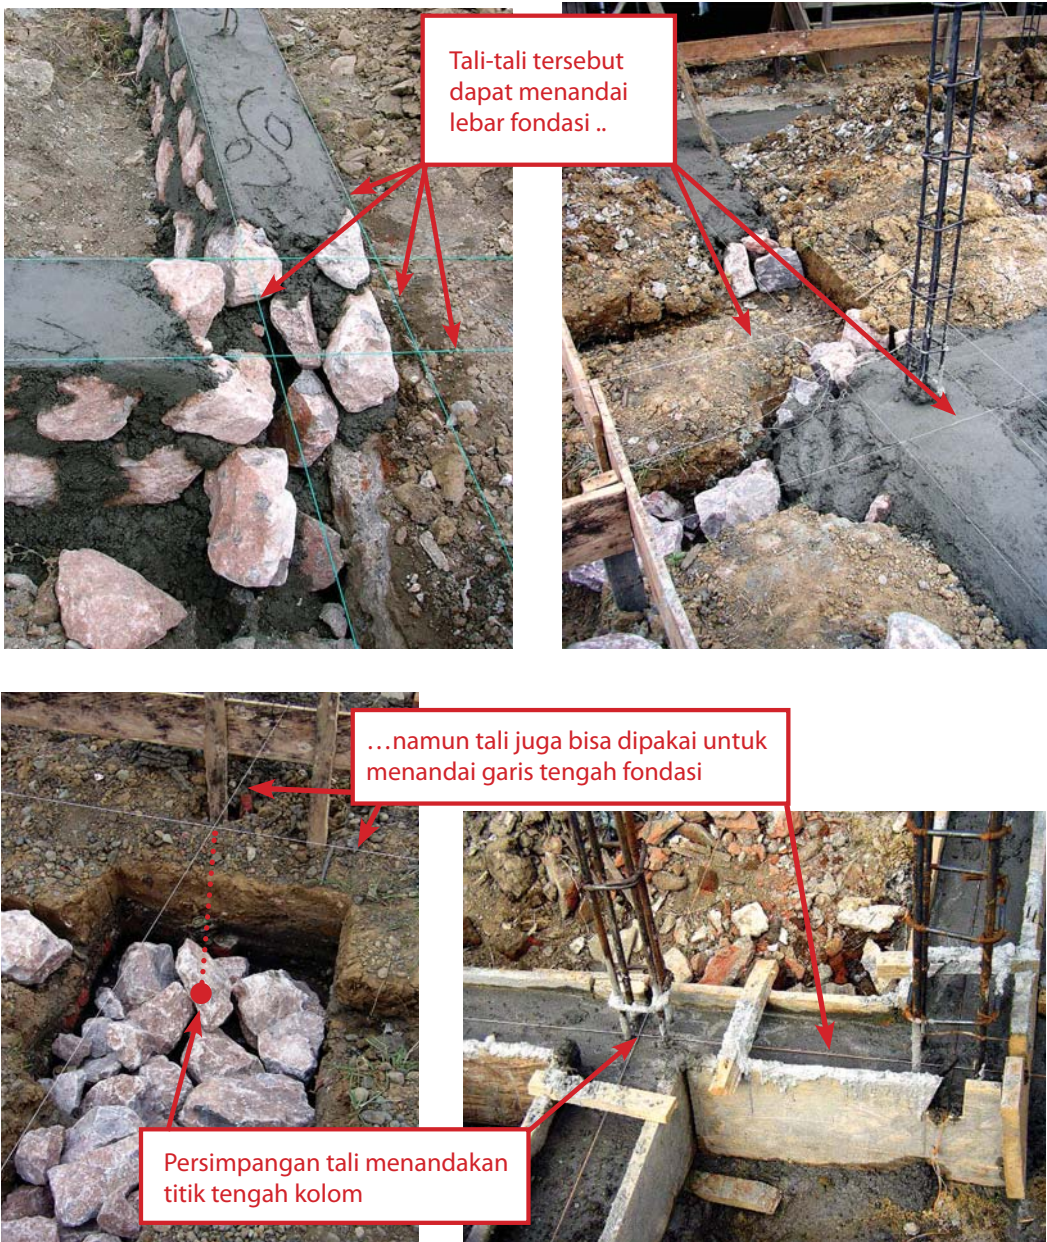 Tali-tali tersebut
dapat menandai
lebar fondasi ..
…namun tali juga bisa dipakai untuk
menandai garis tengah fondasi
Persimpangan tali menandakan
titik tengah kolom